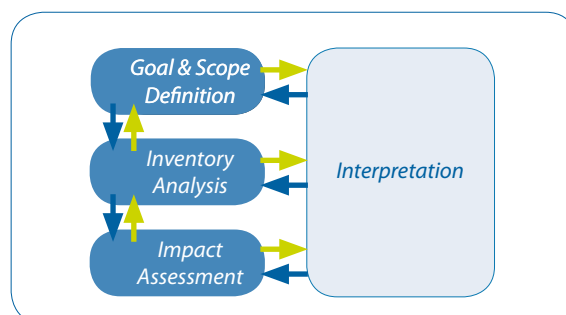 Goal & Scope
Definition
Inventory
Analysis
Interpretation
Impact
Assessment